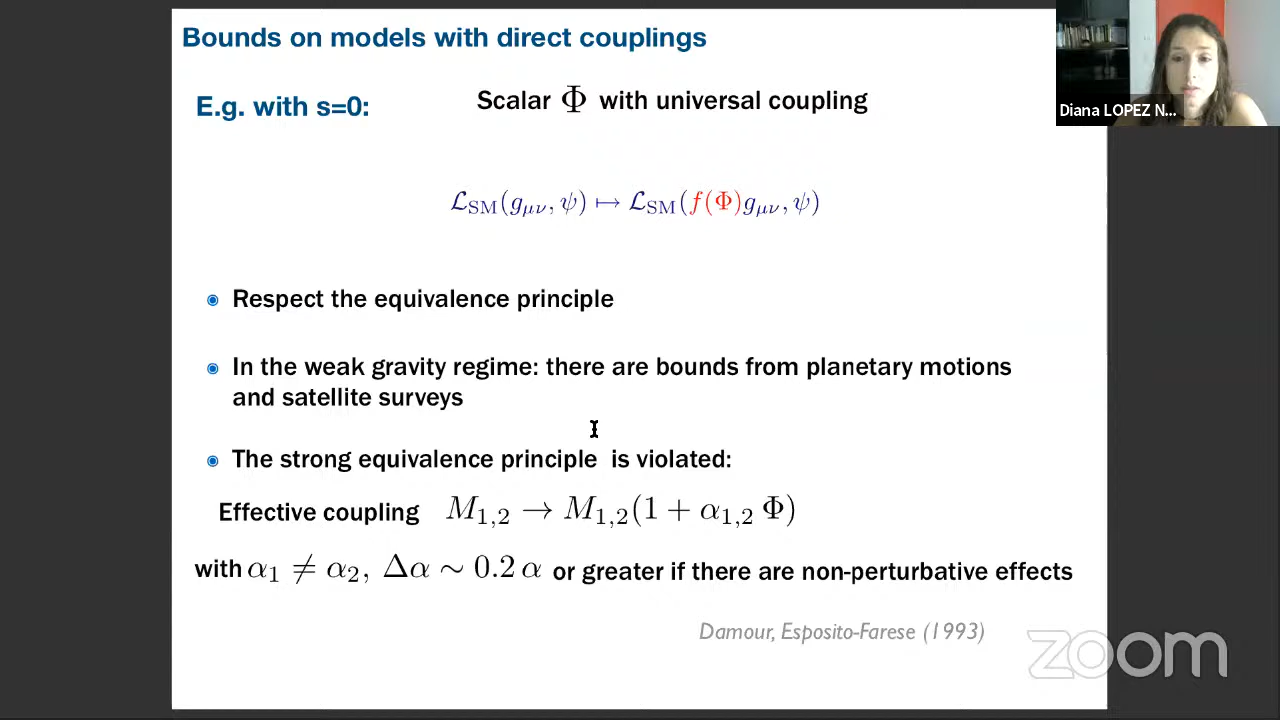 Bounds on models with direct couplings
E.g. with s=0:
Scalar Φ with universal coupling
ℒ_SM(g_μν, ψ) ↦ ℒ_SM(f(Φ)g_μν, ψ)
Respect the equivalence principle
In the weak gravity regime: there are bounds from planetary motions
and satellite surveys
The strong equivalence principle is violated:
Effective coupling M_1,2 → M_1,2(1 + α_1,2 Φ)
with α_1 ≠ α_2, Δα ∼ 0.2 α or greater if there are non-perturbative effects
Damour, Esposito-Farese (1993)
Diana LOPEZ N...
zoom